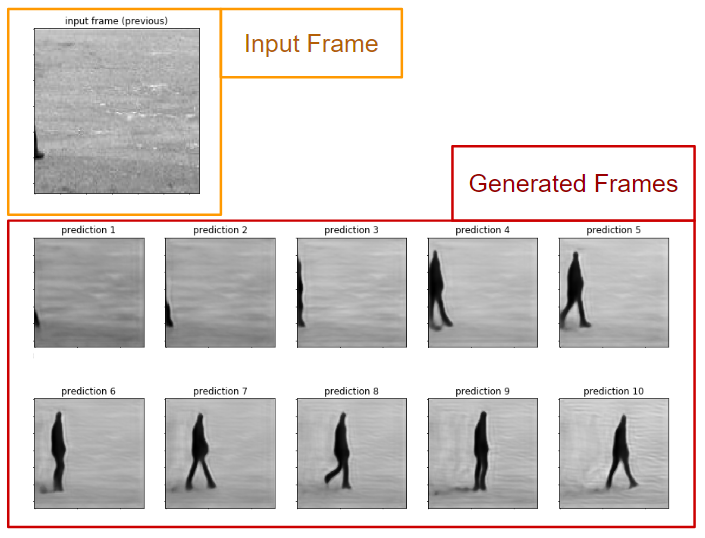 input frame (previous)
Input Frame
Generated Frames
prediction 1
prediction 2
prediction 3
prediction 4
prediction 5
prediction 6
prediction 7
prediction 8
prediction 9
prediction 10